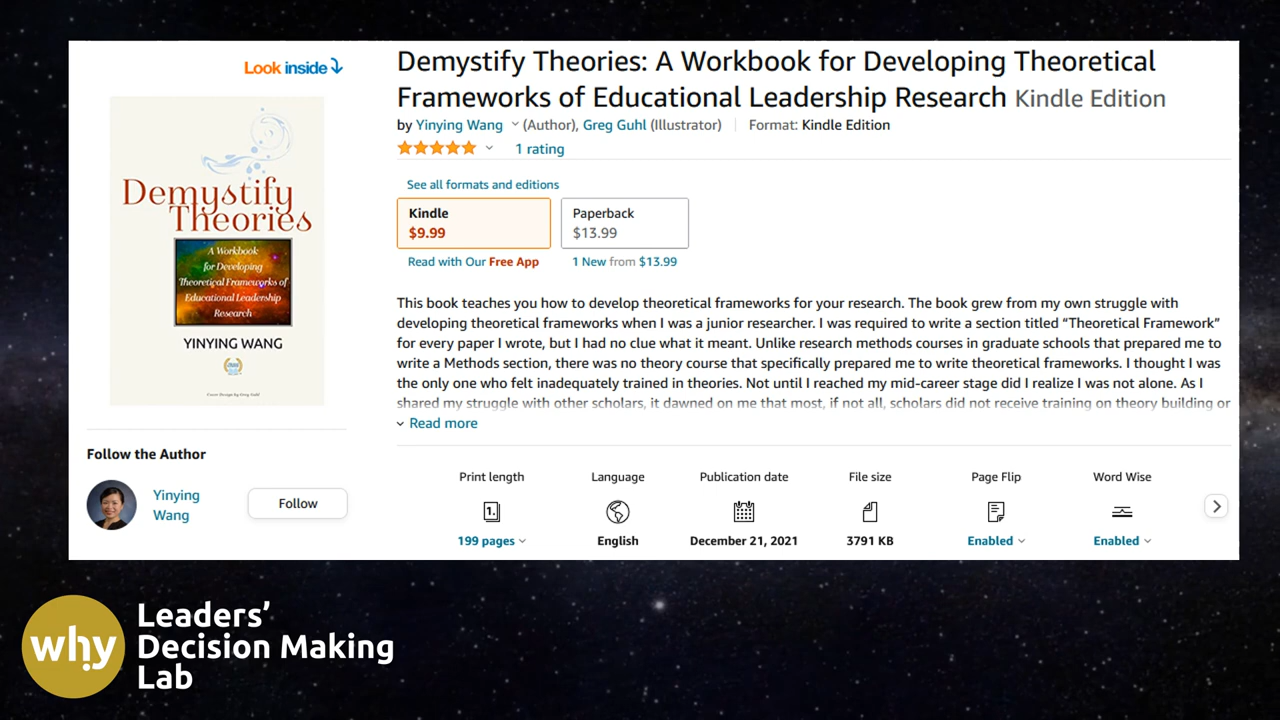 Look inside
Demystify
Theories
A Workbook
for Developing
Theoretical Frameworks of
Educational Leadership
Research
YINYING WANG
Cover Design by Greg Guhl
Follow the Author
Yinying
Wang
Follow
Demystify Theories: A Workbook for Developing Theoretical
Frameworks of Educational Leadership Research Kindle Edition
by Yinying Wang (Author), Greg Guhl (Illustrator) Format: Kindle Edition
1 rating
See all formats and editions
Kindle
$9.99
Paperback
$13.99
Read with Our Free App
1 New from $13.99
This book teaches you how to develop theoretical frameworks for your research. The book grew from my own struggle with
developing theoretical frameworks when I was a junior researcher. I was required to write a section titled “Theoretical Framework”
for every paper I wrote, but I had no clue what it meant. Unlike research methods courses in graduate schools that prepared me to
write a Methods section, there was no theory course that specifically prepared me to write theoretical frameworks. I thought I was
the only one who felt inadequately trained in theories. Not until I reached my mid-career stage did I realize I was not alone. As I
shared my struggle with other scholars, it dawned on me that most, if not all, scholars did not receive training on theory building or
Read more
Print length
1.
199 pages
Language
English
Publication date
December 21, 2021
File size
3791 KB
Page Flip
Enabled
Word Wise
Enabled
why
Leaders’
Decision Making
Lab